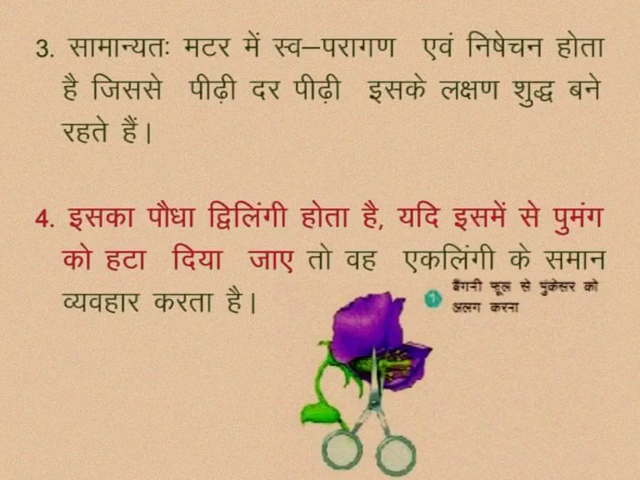 3. सामान्यतः मटर में स्व–परागण एवं निषेचन होता
है जिससे पीढ़ी दर पीढ़ी इसके लक्षण शुद्ध बने
रहते हैं।
4. इसका पौधा द्विलिंगी होता है, यदि इसमें से पुमंग
को हटा दिया जाए तो वह एकलिंगी के समान
व्यवहार करता है।
1 बैंगनी फूल से पुंकेसर को
अलग करना